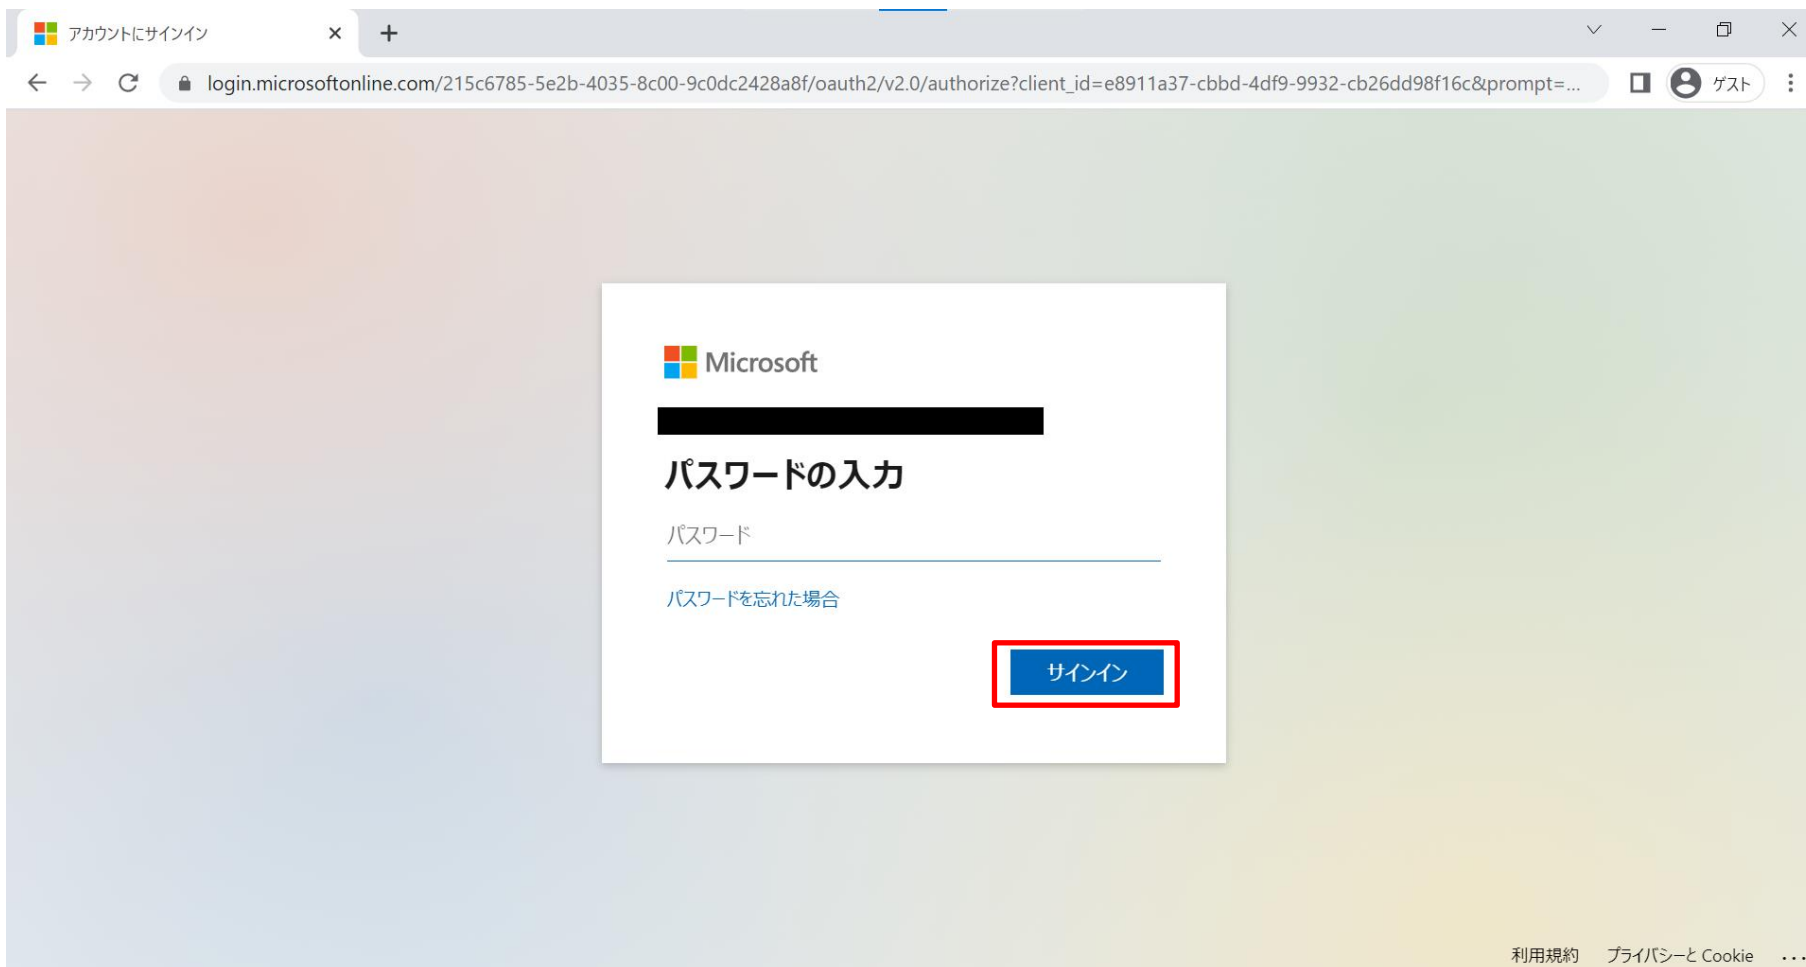 アカウントにサインイン
login.microsoftonline.com/215c6785-5e2b-4035-8c00-9c0dc2428a8f/oauth2/v2.0/authorize?client_id=e8911a37-cbbd-4df9-9932-cb26dd98f16c&prompt=...
ゲスト
Microsoft
パスワードの入力
パスワード
パスワードを忘れた場合
サインイン
利用規約 プライバシーと Cookie ...